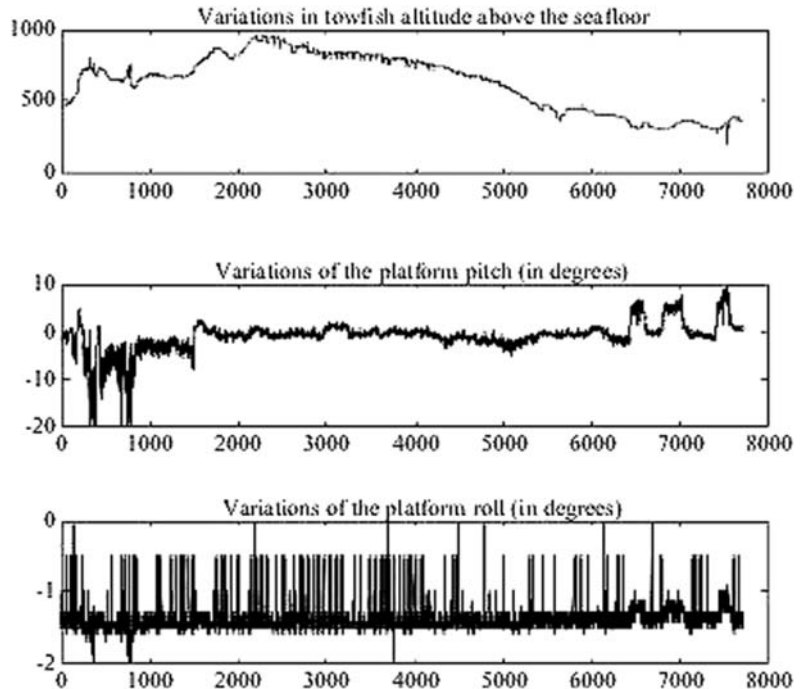 Variations in towfish altitude above the seafloor
1000
500
0
0 1000 2000 3000 4000 5000 6000 7000 8000
Variations of the platform pitch (in degrees)
10
0
-10
-20
0 1000 2000 3000 4000 5000 6000 7000 8000
Variations of the platform roll (in degrees)
0
-1
-2
0 1000 2000 3000 4000 5000 6000 7000 8000